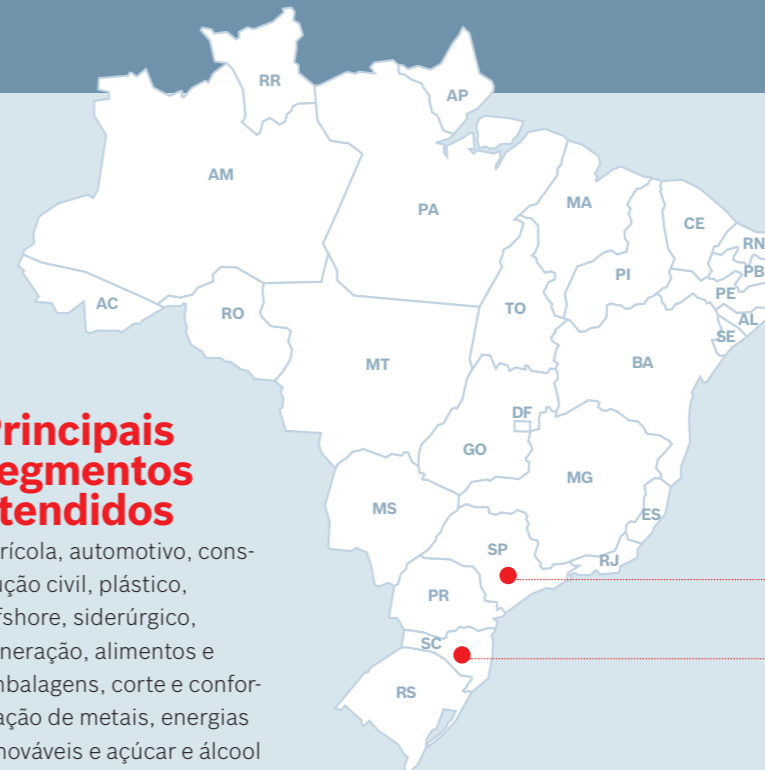 RR
AP
AM
PA
MA
CE
RN
PB
PI
PE
AC
RO
TO
AL
SE
MT
BA
DF
GO
MG
MS
ES
SP
RJ
PR
SC
RS
rincipais
egmentos
tendidos
rícola, automotivo, cons-
ução civil, plástico,
fshore, siderúrgico,
neração, alimentos e
mbalagens, corte e confor-
ação de metais, energias
nováveis e açúcar e álcool